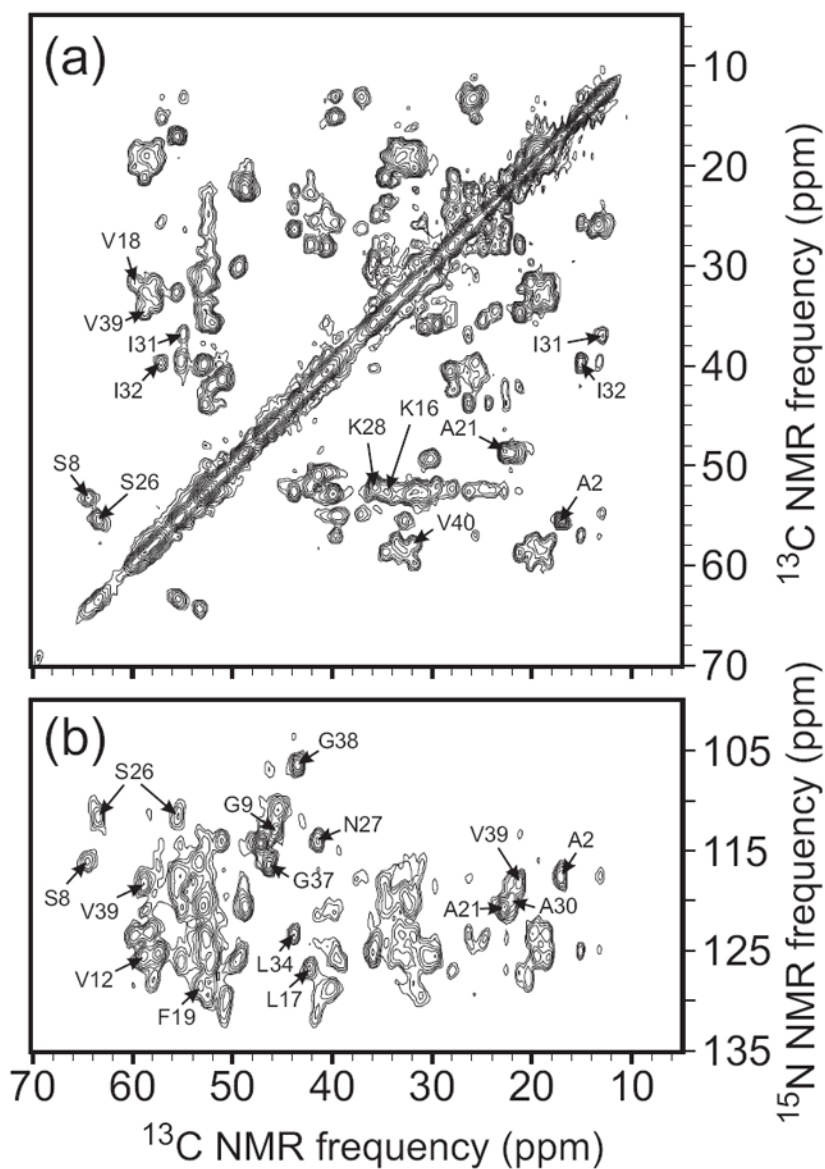 (a)
10
20
30
40
50
60
70
13C NMR frequency (ppm)
V18
V39
I31
I32
I31
I32
K28
K16
A21
S8
S26
A2
V40
(b)
105
115
125
135
15N NMR frequency (ppm)
G38
S26
G9
N27
V39
A2
S8
V39
G37
A21
A30
V12
L34
L17
F19
70 60 50 40 30 20 10
13C NMR frequency (ppm)